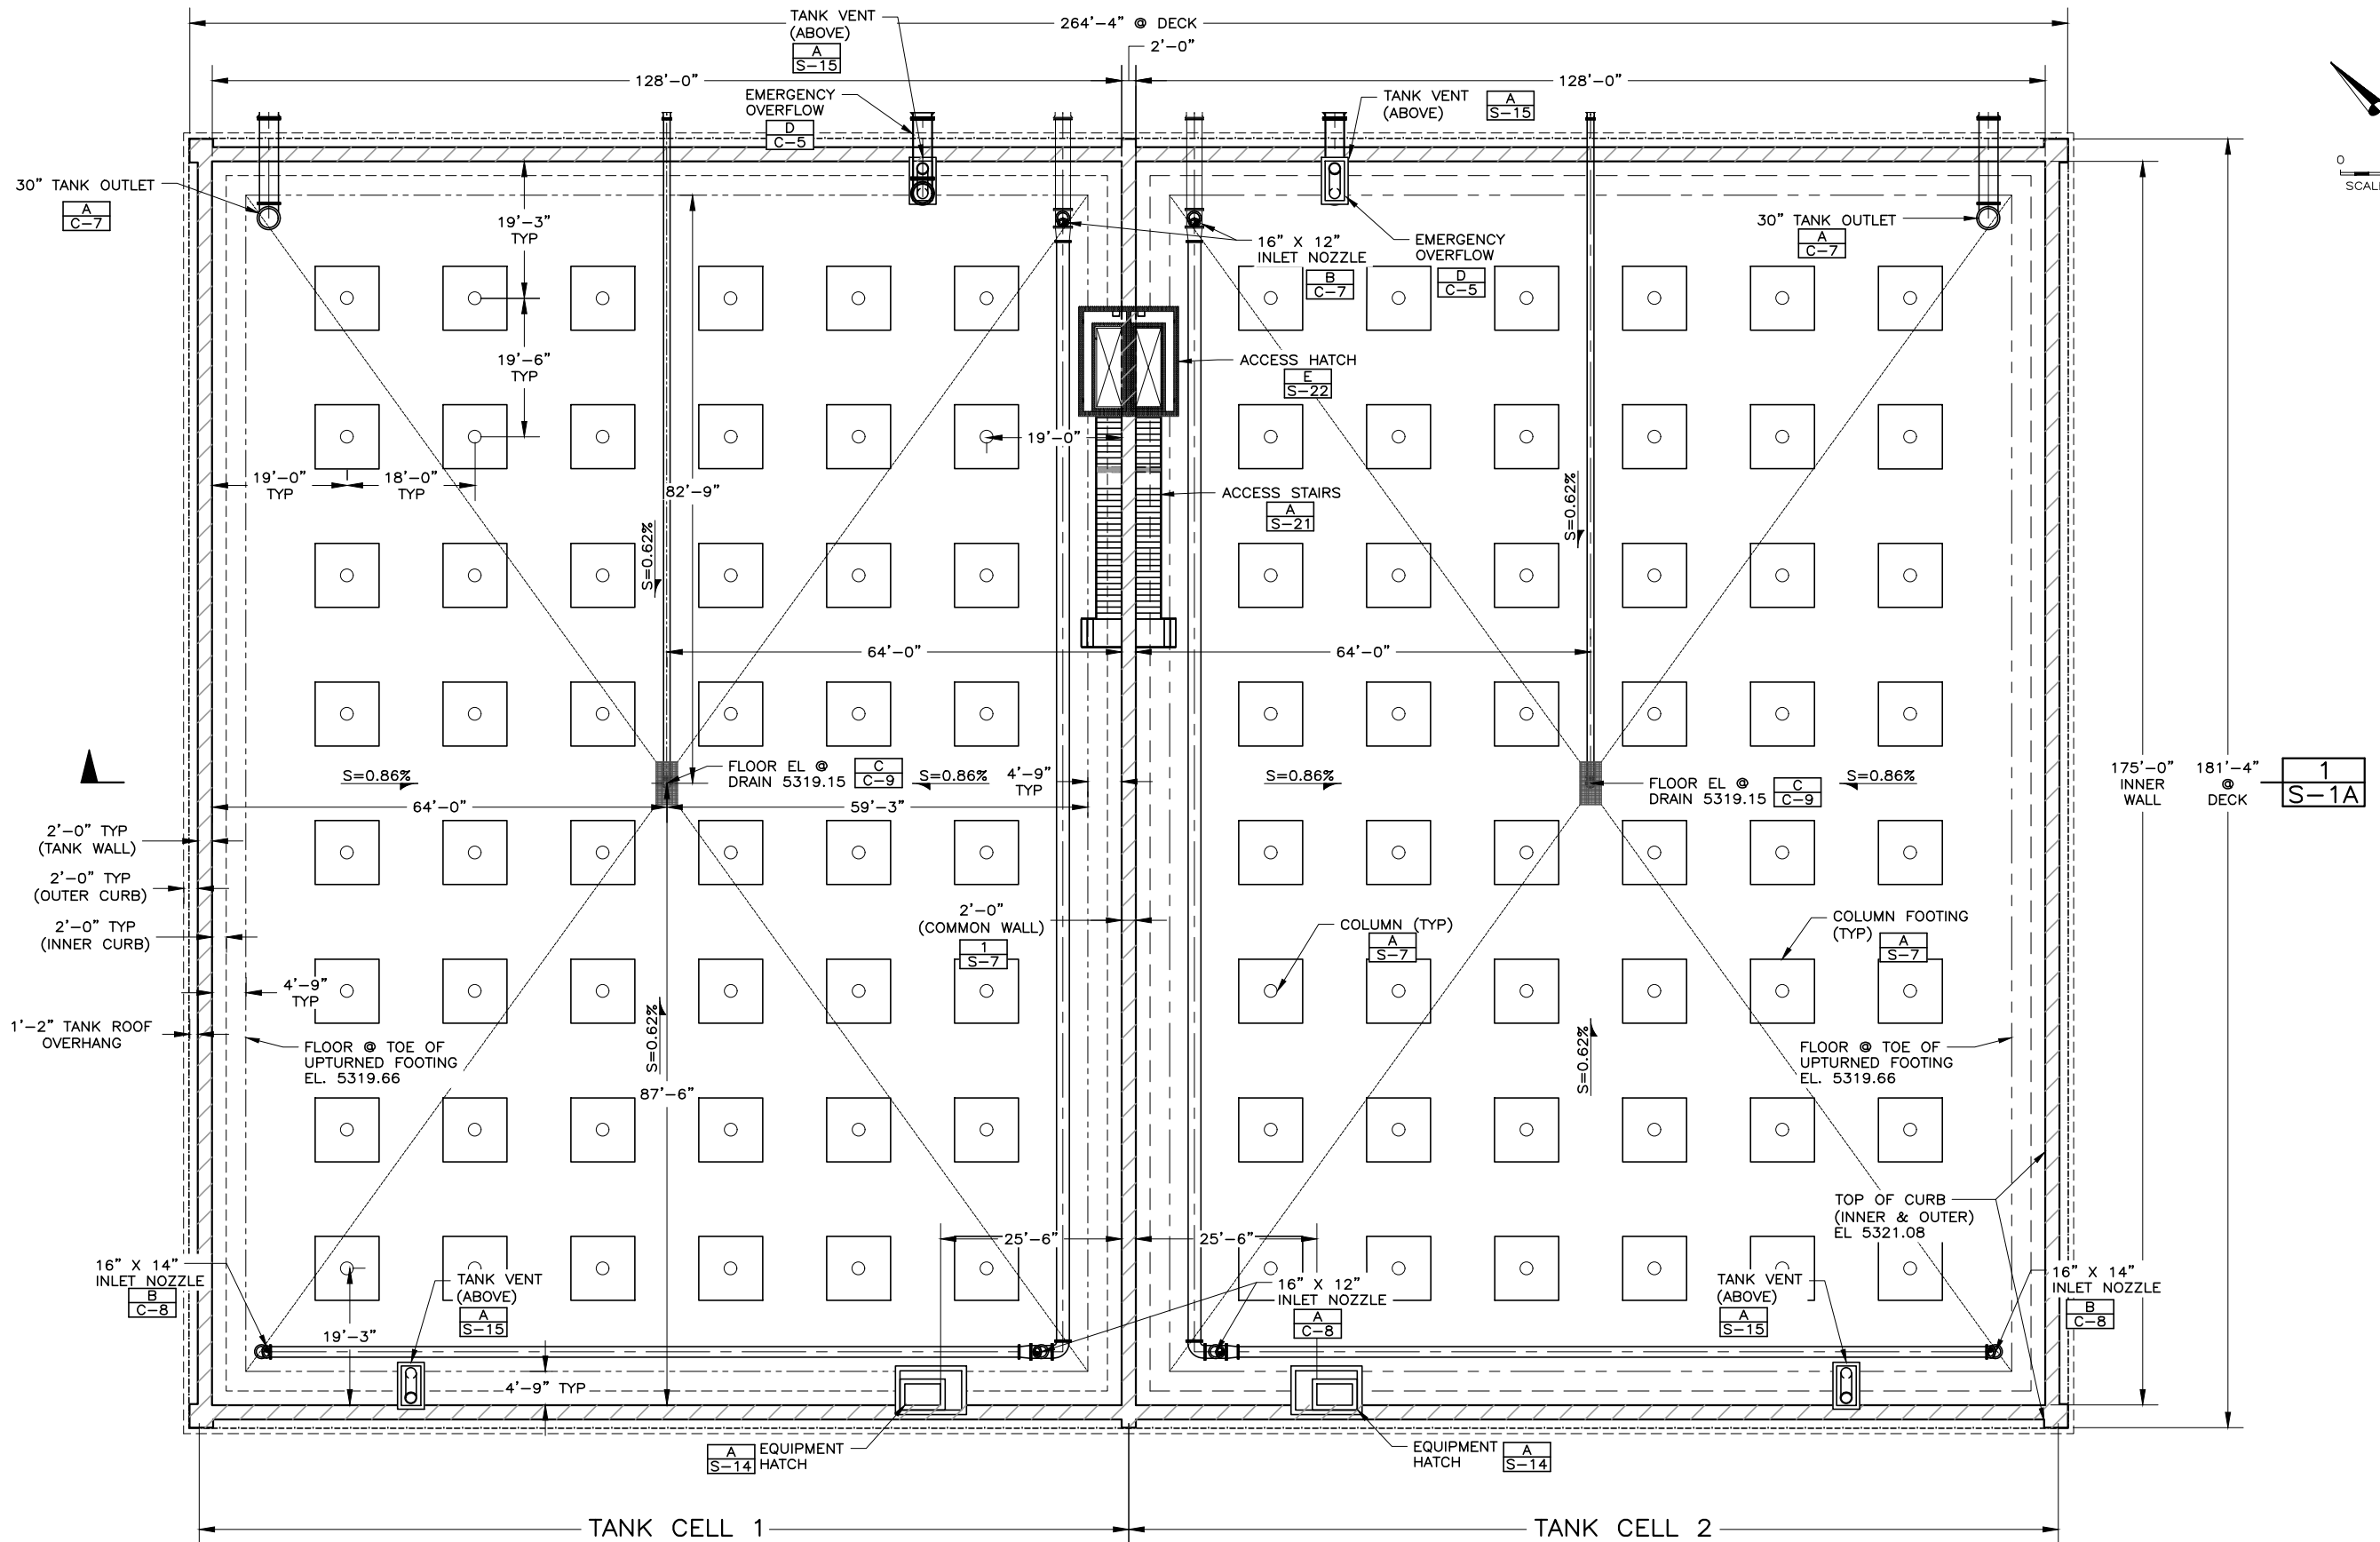 264'-4" @ DECK
TANK VENT
(ABOVE)
A
S-15
2'-0"
128'-0"
128'-0"
EMERGENCY
OVERFLOW
D
C-5
TANK VENT
(ABOVE)
A
S-15
0
SCAL
30" TANK OUTLET
A
C-7
19'-3"
TYP
16" X 12"
INLET NOZZLE
B
C-7
EMERGENCY
OVERFLOW
D
C-5
30" TANK OUTLET
A
C-7
19'-6"
TYP
ACCESS HATCH
E
S-22
19'-0"
19'-0"
TYP
18'-0"
TYP
82'-9"
ACCESS STAIRS
A
S-21
S=0.62%
S=0.62%
64'-0"
64'-0"
S=0.86%
FLOOR EL @
DRAIN 5319.15
C
C-9
S=0.86%
4'-9"
TYP
S=0.86%
FLOOR EL @
DRAIN 5319.15
C
C-9
S=0.86%
175'-0"
INNER
WALL
181'-4"
@
DECK
1
S-1A
64'-0"
59'-3"
2'-0" TYP
(TANK WALL)
2'-0" TYP
(OUTER CURB)
2'-0" TYP
(INNER CURB)
2'-0"
(COMMON WALL)
1
S-7
COLUMN (TYP)
A
S-7
COLUMN FOOTING
(TYP)
A
S-7
4'-9"
TYP
1'-2" TANK ROOF
OVERHANG
FLOOR @ TOE OF
UPTURNED FOOTING
EL. 5319.66
S=0.62%
S=0.62%
FLOOR @ TOE OF
UPTURNED FOOTING
EL. 5319.66
87'-6"
TOP OF CURB
(INNER & OUTER)
EL 5321.08
25'-6"
25'-6"
16" X 14"
INLET NOZZLE
B
C-8
TANK VENT
(ABOVE)
A
S-15
16" X 12"
INLET NOZZLE
A
C-8
TANK VENT
(ABOVE)
A
S-15
16" X 14"
INLET NOZZLE
B
C-8
19'-3"
4'-9" TYP
A
S-14
EQUIPMENT
HATCH
EQUIPMENT
HATCH
A
S-14
TANK CELL 1
TANK CELL 2